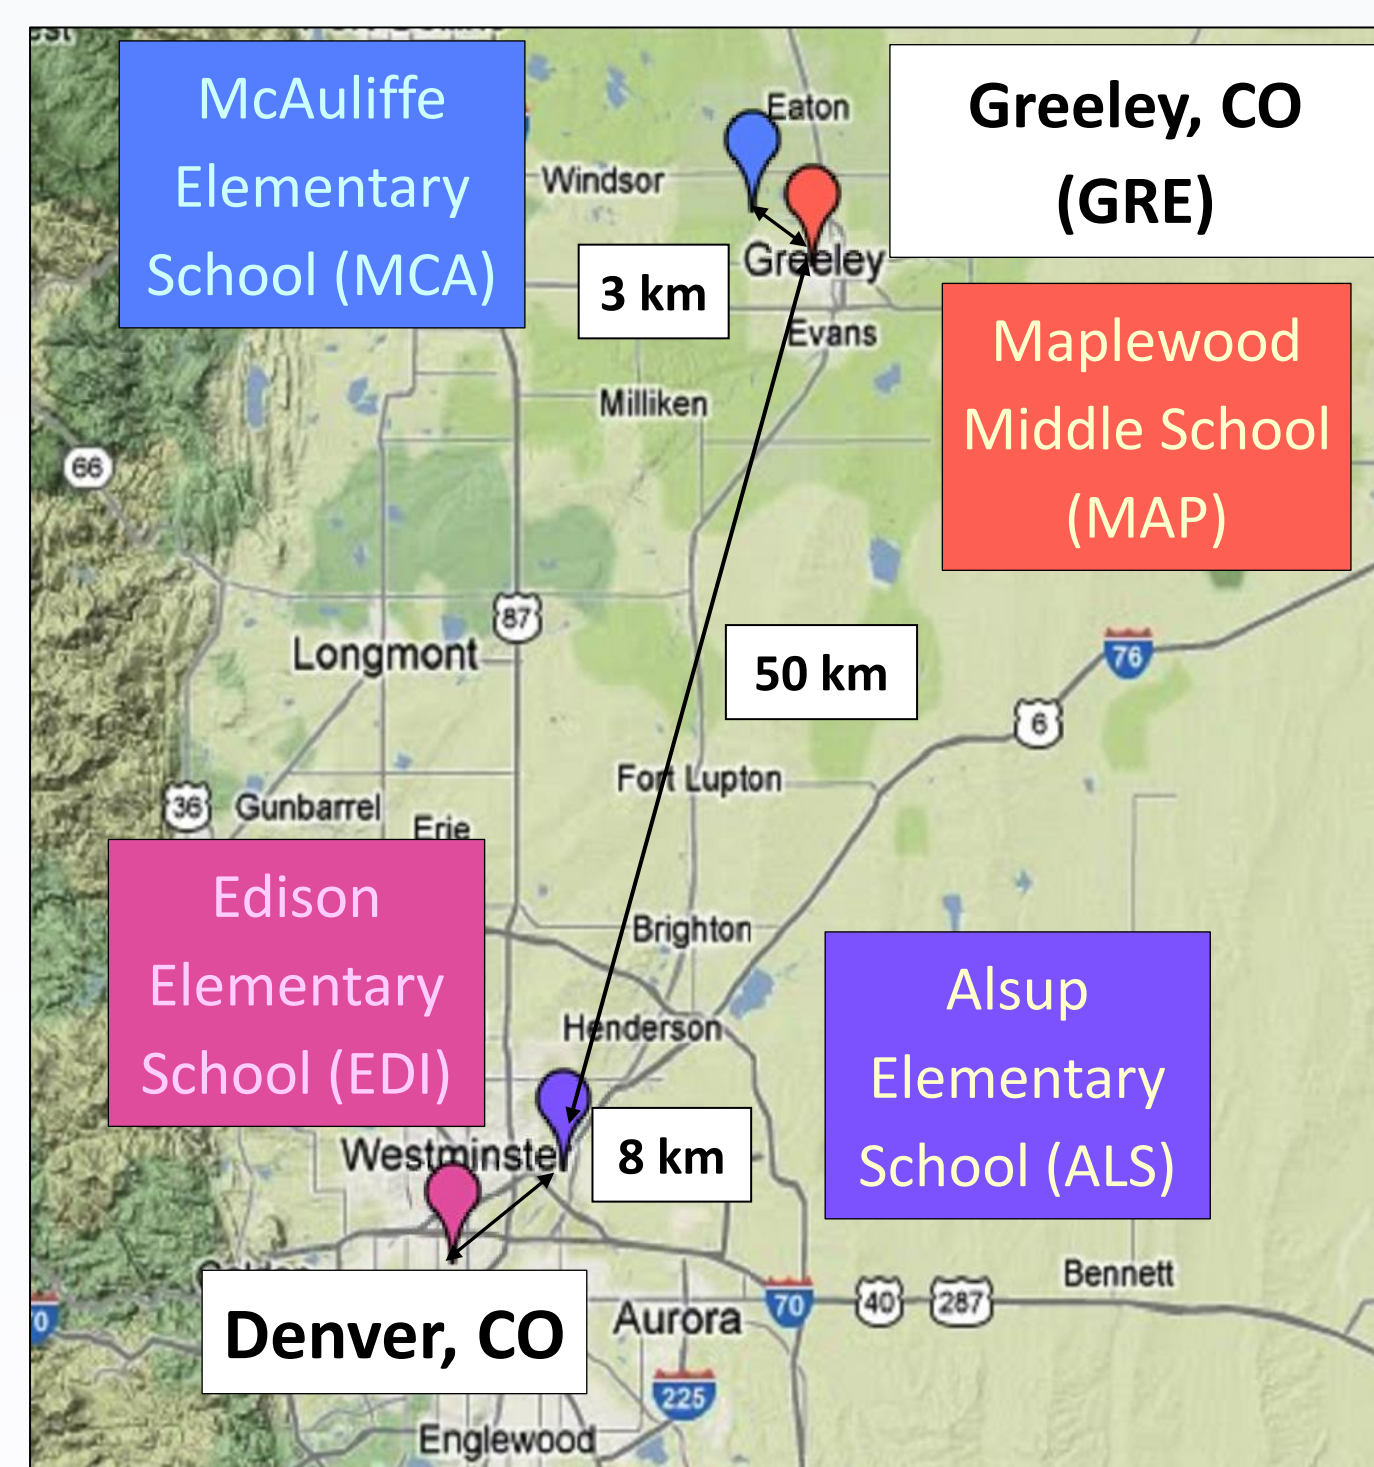 McAuliffe
Elementary
School (MCA)
Eaton
Greeley, CO
(GRE)
Windsor
3 km
Greeley
Evans
Maplewood
Middle School
(MAP)
Milliken
66
87
Longmont
50 km
76
6
Fort Lupton
36
Gunbarrel
Erie
Edison
Elementary
School (EDI)
Brighton
Alsup
Elementary
School (ALS)
Henderson
Westminster
8 km
Bennett
Denver, CO
Aurora
70
40
287
225
Englewood